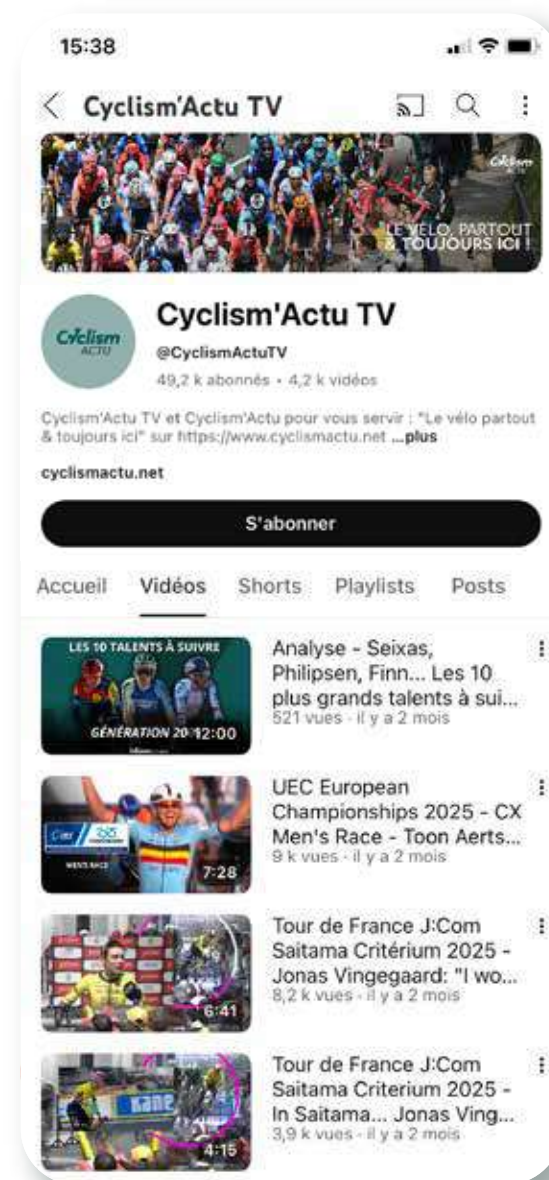 15:38
Cyclism'Actu TV
Cyclism
ACTU
LE VÉLO, PARTOUT
& TOUJOURS ICI !
Cyclism
ACTU
Cyclism'Actu TV
@CyclismActuTV
49,2 k abonnés • 4,2 k vidéos
Cyclism'Actu TV et Cyclism'Actu pour vous servir : "Le vélo partout
& toujours ici" sur https://www.cyclismactu.net ...plus
cyclismactu.net
S'abonner
Accueil Vidéos Shorts Playlists Posts
LES 10 TALENTS À SUIVRE
GÉNÉRATION 20
12:00
Analyse - Seixas,
Philipsen, Finn... Les 10
plus grands talents à sui...
521 vues · il y a 2 mois
MEN'S RACE
7:28
UEC European
Championships 2025 - CX
Men's Race - Toon Aerts...
9 k vues · il y a 2 mois
6:41
Tour de France J:Com
Saitama Critérium 2025 -
Jonas Vingegaard: "I wo...
8,2 k vues · il y a 2 mois
4:15
Tour de France J:Com
Saitama Criterium 2025 -
In Saitama... Jonas Ving...
3,9 k vues · il y a 2 mois